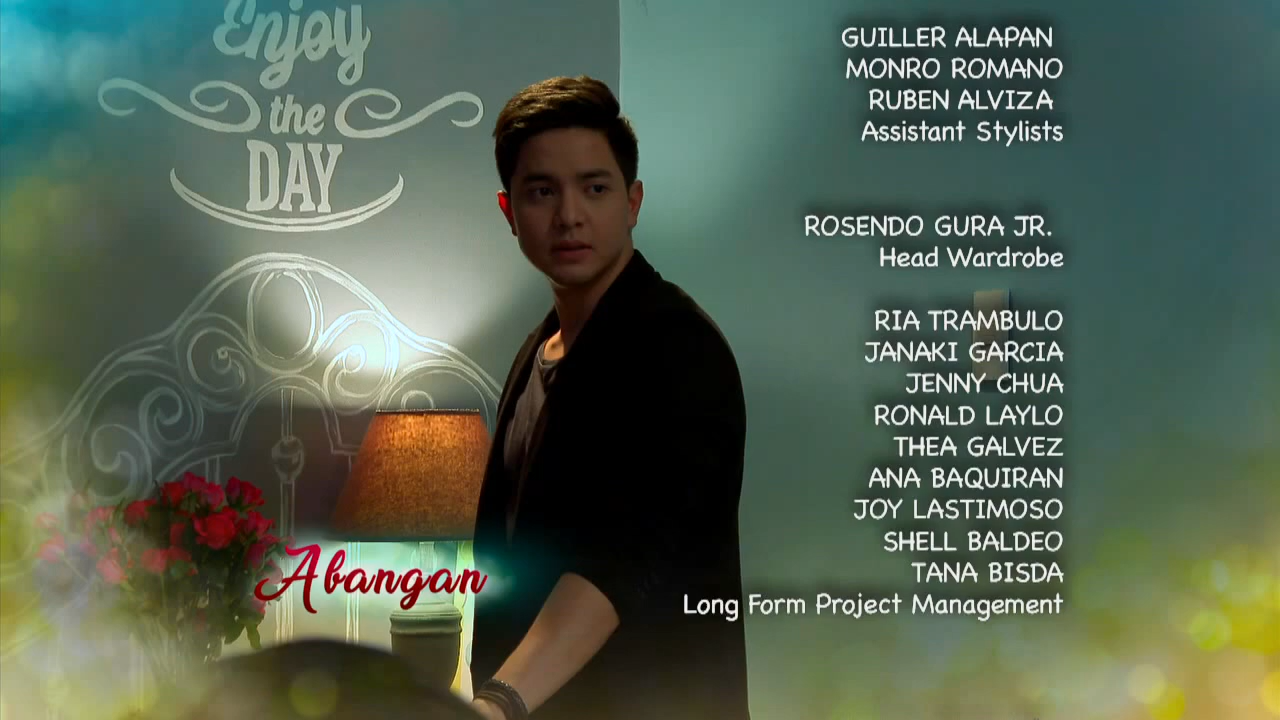 Enjoy
the
DAY
GUILLER ALAPAN
MONRO ROMANO
RUBEN ALVIZA
Assistant Stylists
ROSENDO GURA JR.
Head Wardrobe
RIA TRAMBULO
JANAKI GARCIA
JENNY CHUA
RONALD LAYLO
THEA GALVEZ
ANA BAQUIRAN
JOY LASTIMOSO
SHELL BALDEO
TANA BISDA
Long Form Project Management
Abangan